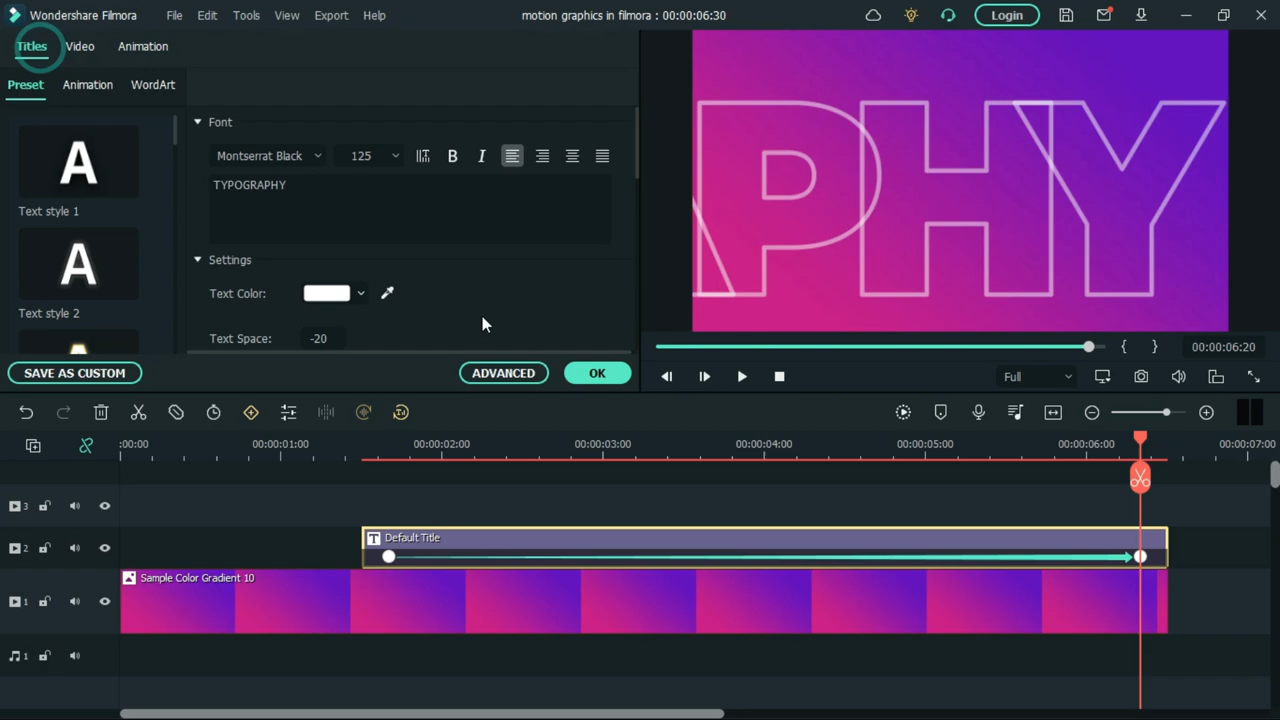 Wondershare Filmora File Edit Tools View Export Help motion graphics in filmora : 00:00:06:30 Login
Titles Video Animation
Preset Animation WordArt
Font
Montserrat Black 125 B I
TYPOGRAPHY
A
Text style 1
Settings
Text Color:
A
Text style 2
Text Space: -20
PHY
SAVE AS CUSTOM ADVANCED OK
{ } 00:00:06:20
Full
:00:00 00:00:01:00 00:00:02:00 00:00:03:00 00:00:04:00 00:00:05:00 00:00:06:00 00:00:07:00
3
2 T Default Title
1 Sample Color Gradient 10
1